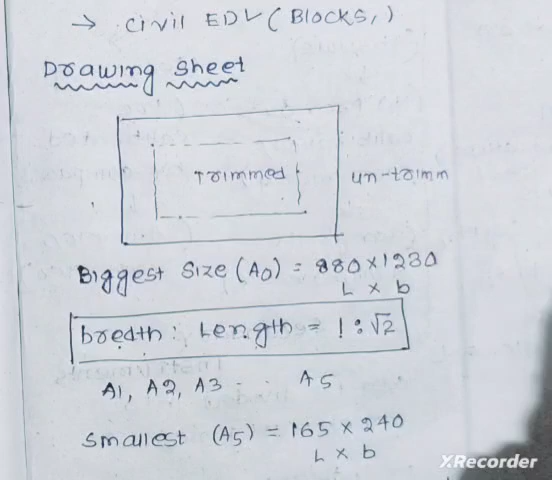 → Civil EDV (Blocks,)
Drawing Sheet
Trimmed
un-trimm
Biggest Size (A0) = 880 x 1230
L x b
breadth : Length = 1 : √2
A1, A2, A3 .. A5
Smallest (A5) = 165 x 240
L x b
XRecorder